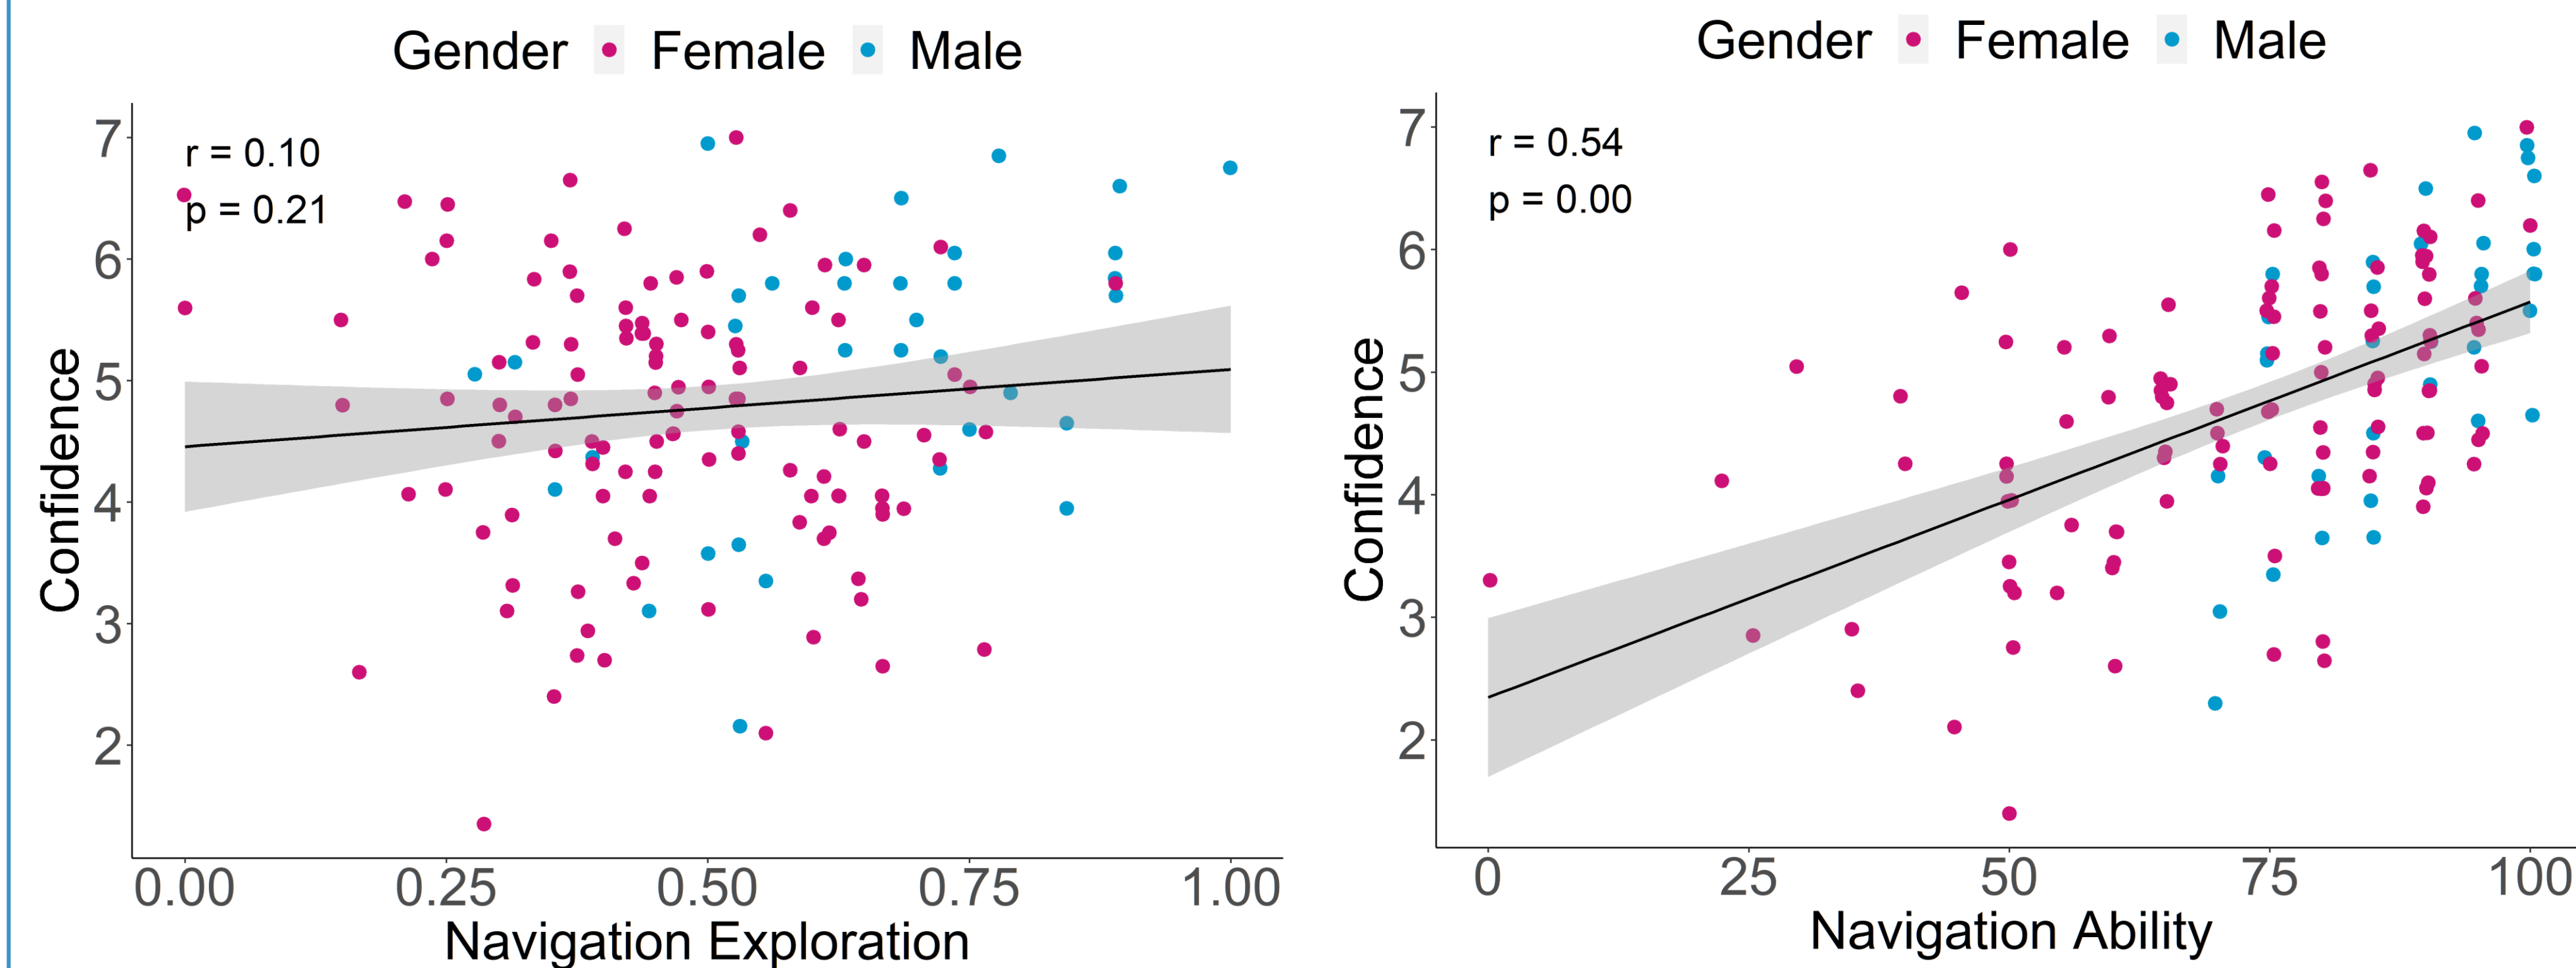 Gender Female Male
7
6
5
4
3
2
r = 0.10
p = 0.21
Confidence
0.00 0.25 0.50 0.75 1.00
Navigation Exploration
Gender Female Male
7
6
5
4
3
2
r = 0.54
p = 0.00
Confidence
0 25 50 75 100
Navigation Ability